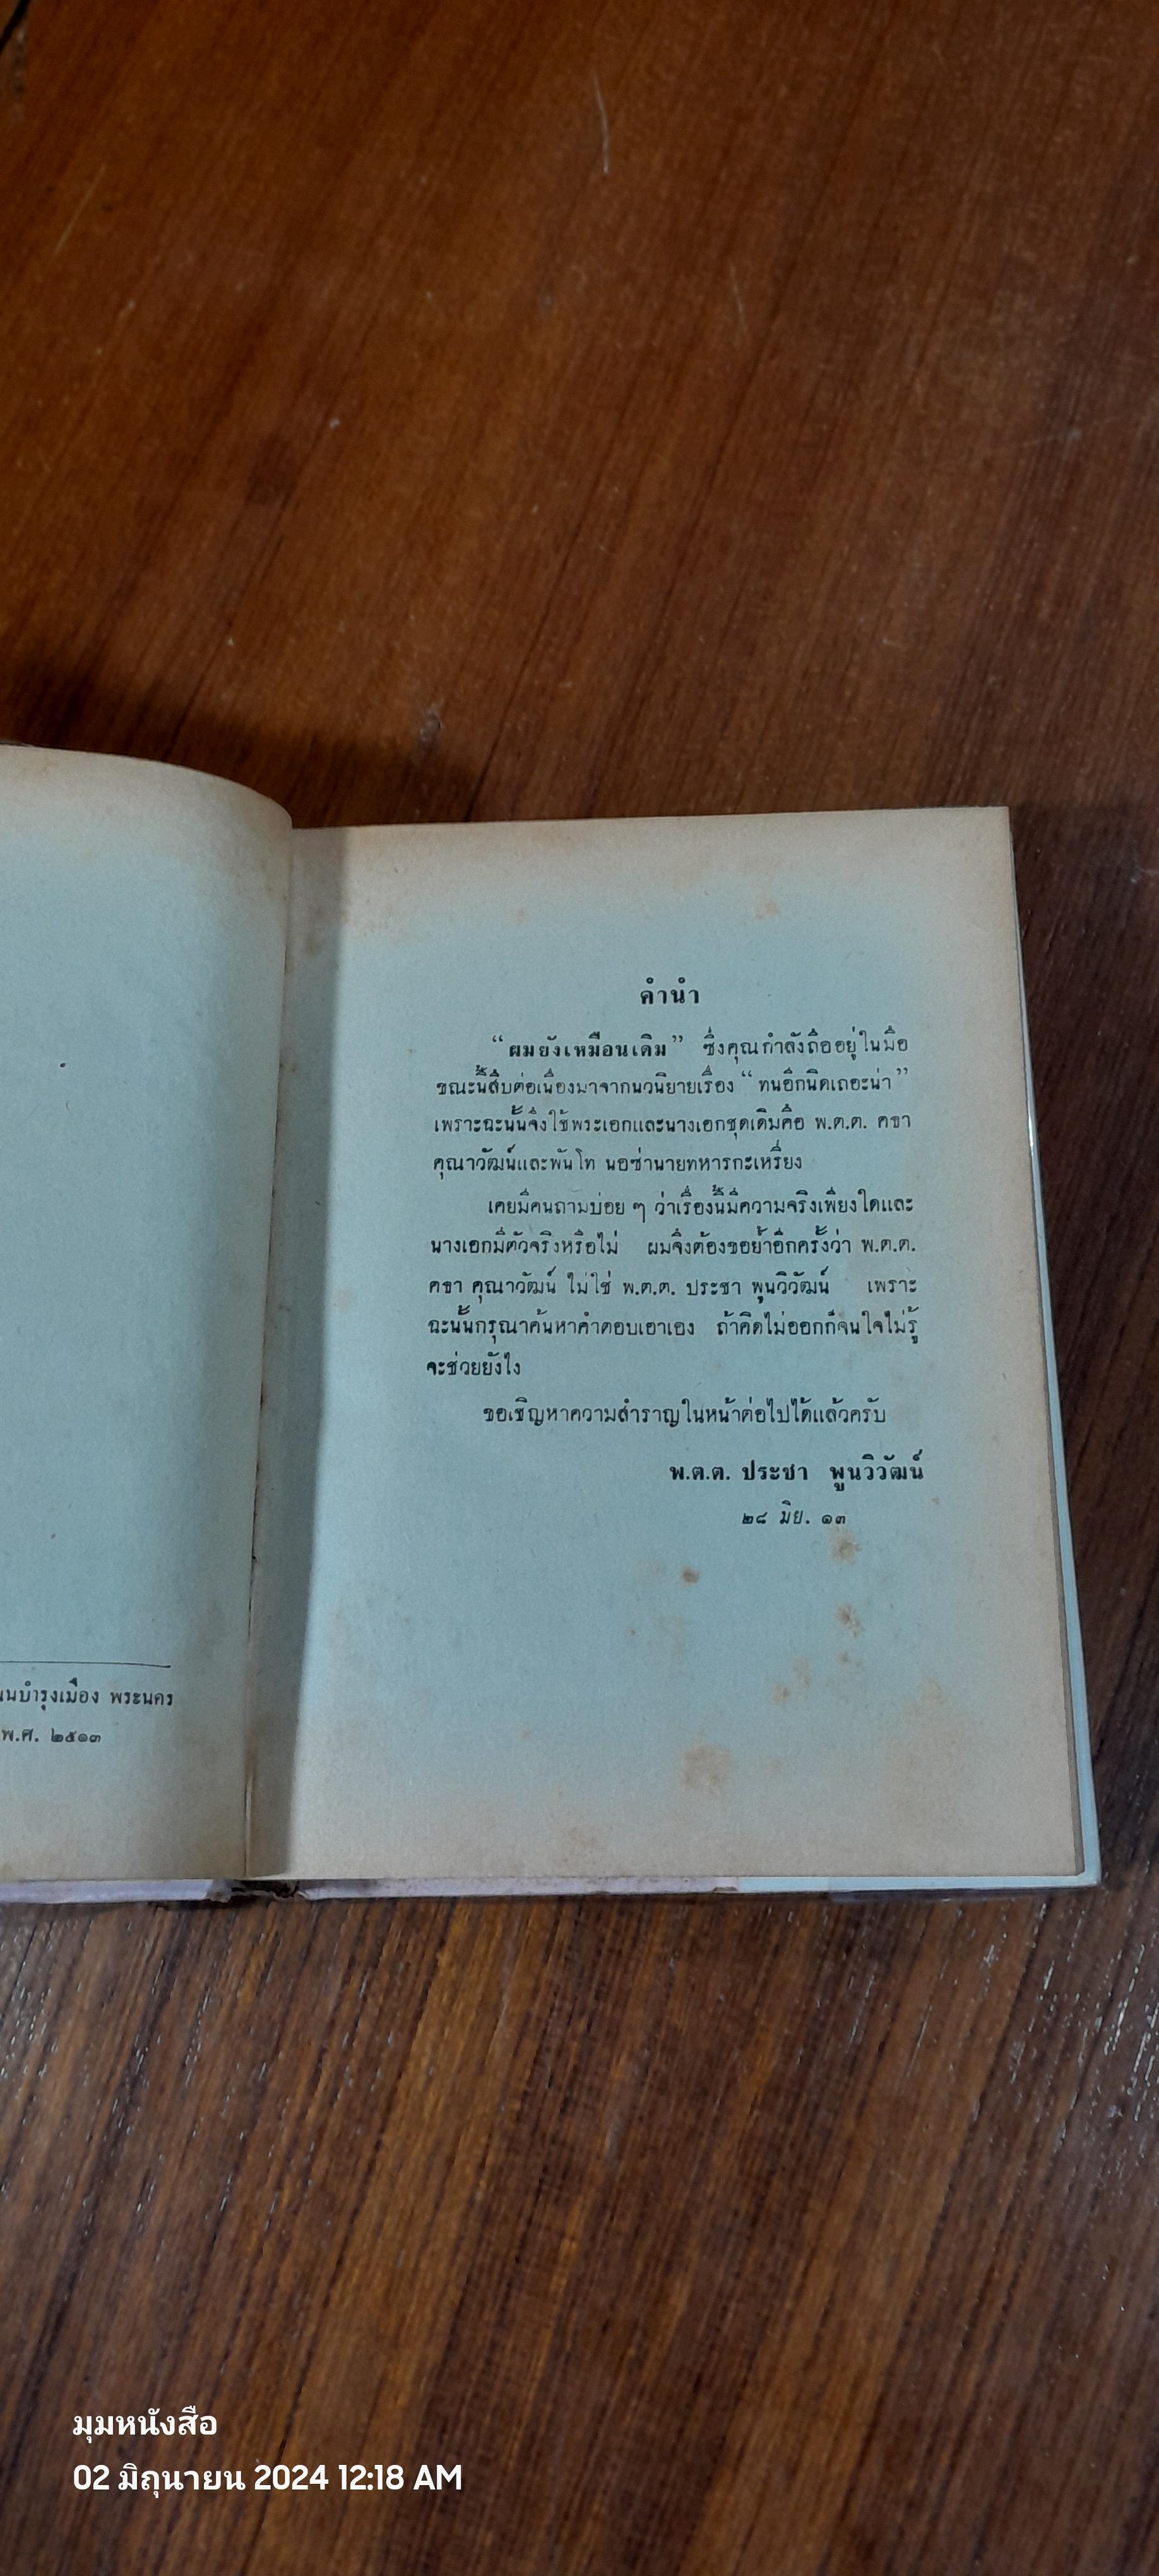 นนบำรุงเมือง พระนคร
พ.ศ. ๒๕๑๓
คำนำ
“ผมยังเหมือนเดิม” ซึ่งคุณกำลังถืออยู่ในมือ
ขณะนี้สืบต่อเนื่องมาจากนวนิยายเรื่อง “ทนอีกนิดเถอะน่า”
เพราะฉะนั้นจึงใช้พระเอกและนางเอกชุดเดิมคือ พ.ต.ต. คชา
คุณาวัฒน์และพันโท นอซ่านายทหารกะเหรี่ยง
เคยมีคนถามบ่อย ๆ ว่าเรื่องนี้มีความจริงเพียงใดและ
นางเอกมีตัวจริงหรือไม่ ผมจึงต้องขอย้ำอีกครั้งว่า พ.ต.ต.
คชา คุณาวัฒน์ ไม่ใช่ พ.ต.ต. ประชา พูนวิวัฒน์ เพราะ
ฉะนั้นกรุณาค้นหาคำตอบเอาเอง ถ้าคิดไม่ออกก็จนใจไม่รู้
จะช่วยยังไง
ขอเชิญหาความสำราญในหน้าต่อไปได้แล้วครับ
พ.ต.ต. ประชา พูนวิวัฒน์
๒๘ มิย. ๑๓
มุมหนังสือ
02 มิถุนายน 2024 12:18 AM